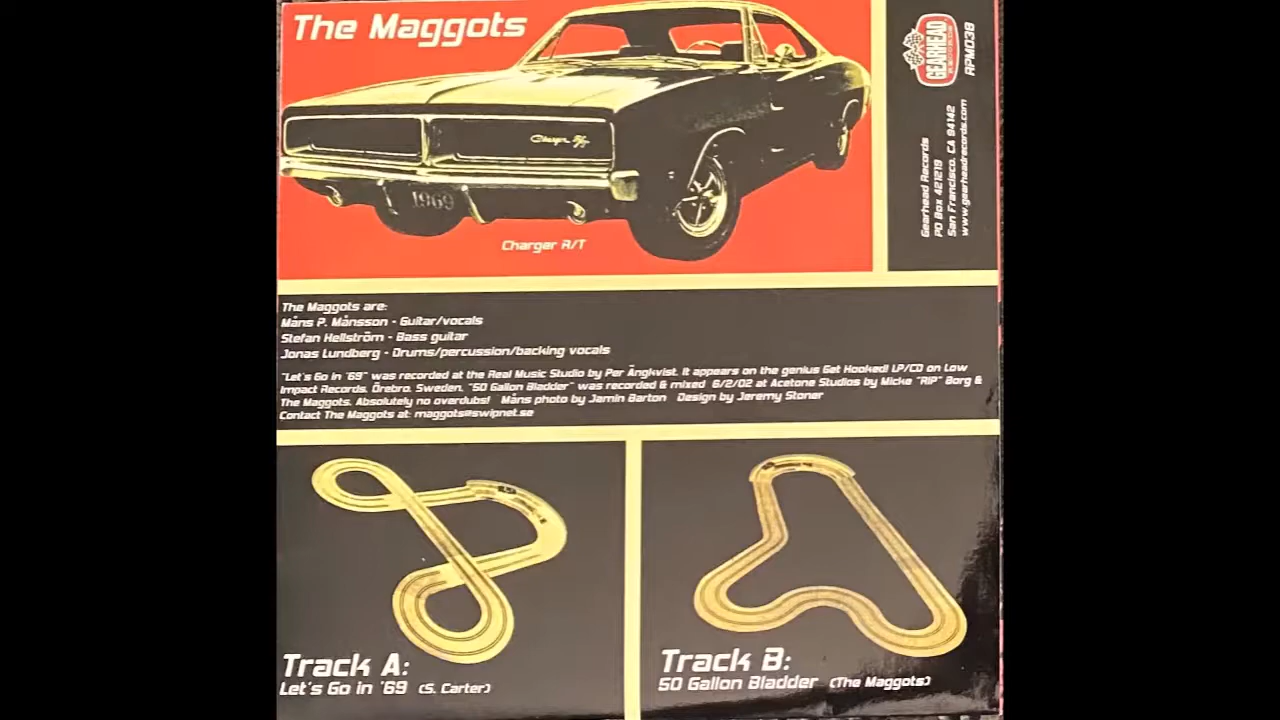 The Maggots
Charger R/T
1969
Charger R/T
GEARHEAD
RPM038
Gearhead Records
PO Box 421219
San Francisco, CA 94142
www.gearheadrecords.com
The Maggots are:
Måns P. Månsson - Guitar/vocals
Stefan Hellström - Bass guitar
Jonas Lundberg - Drums/percussion/backing vocals
"Let's Go in '69" was recorded at the Real Music Studio by Per Ängkvist. It appears on the genius Get Hooked! LP/CD on Low
Impact Records, Örebro, Sweden. "50 Gallon Bladder" was recorded & mixed 6/2/02 at Acetone Studios by Micke "RIP" Borg &
The Maggots. Absolutely no overdubs! Måns photo by Jamin Barton Design by Jeremy Stoner
Contact The Maggots at: maggots@swipnet.se
Track A:
Let's Go in '69 (S. Carter)
Track B:
50 Gallon Bladder (The Maggots)